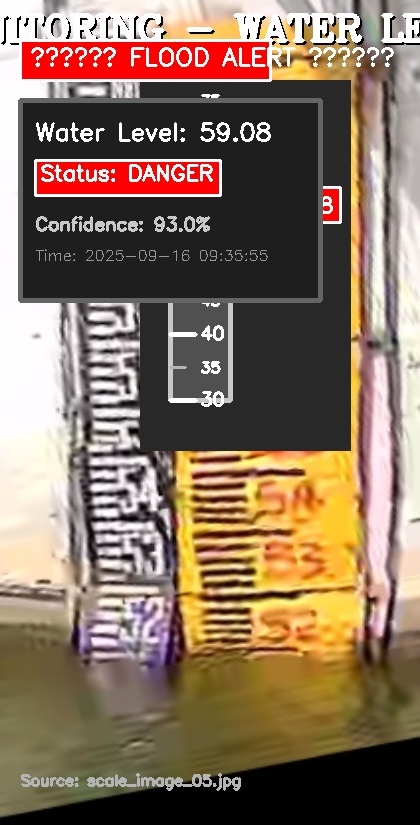 ITORING - WATER LE
?????? FLOOD ALERT ??????
75
Water Level: 59.08
Status: DANGER
8
Confidence: 93.0%
Time: 2025-09-16 09:35:55
45
40
35
30
54
53
52
Source: scale_image_05.jpg